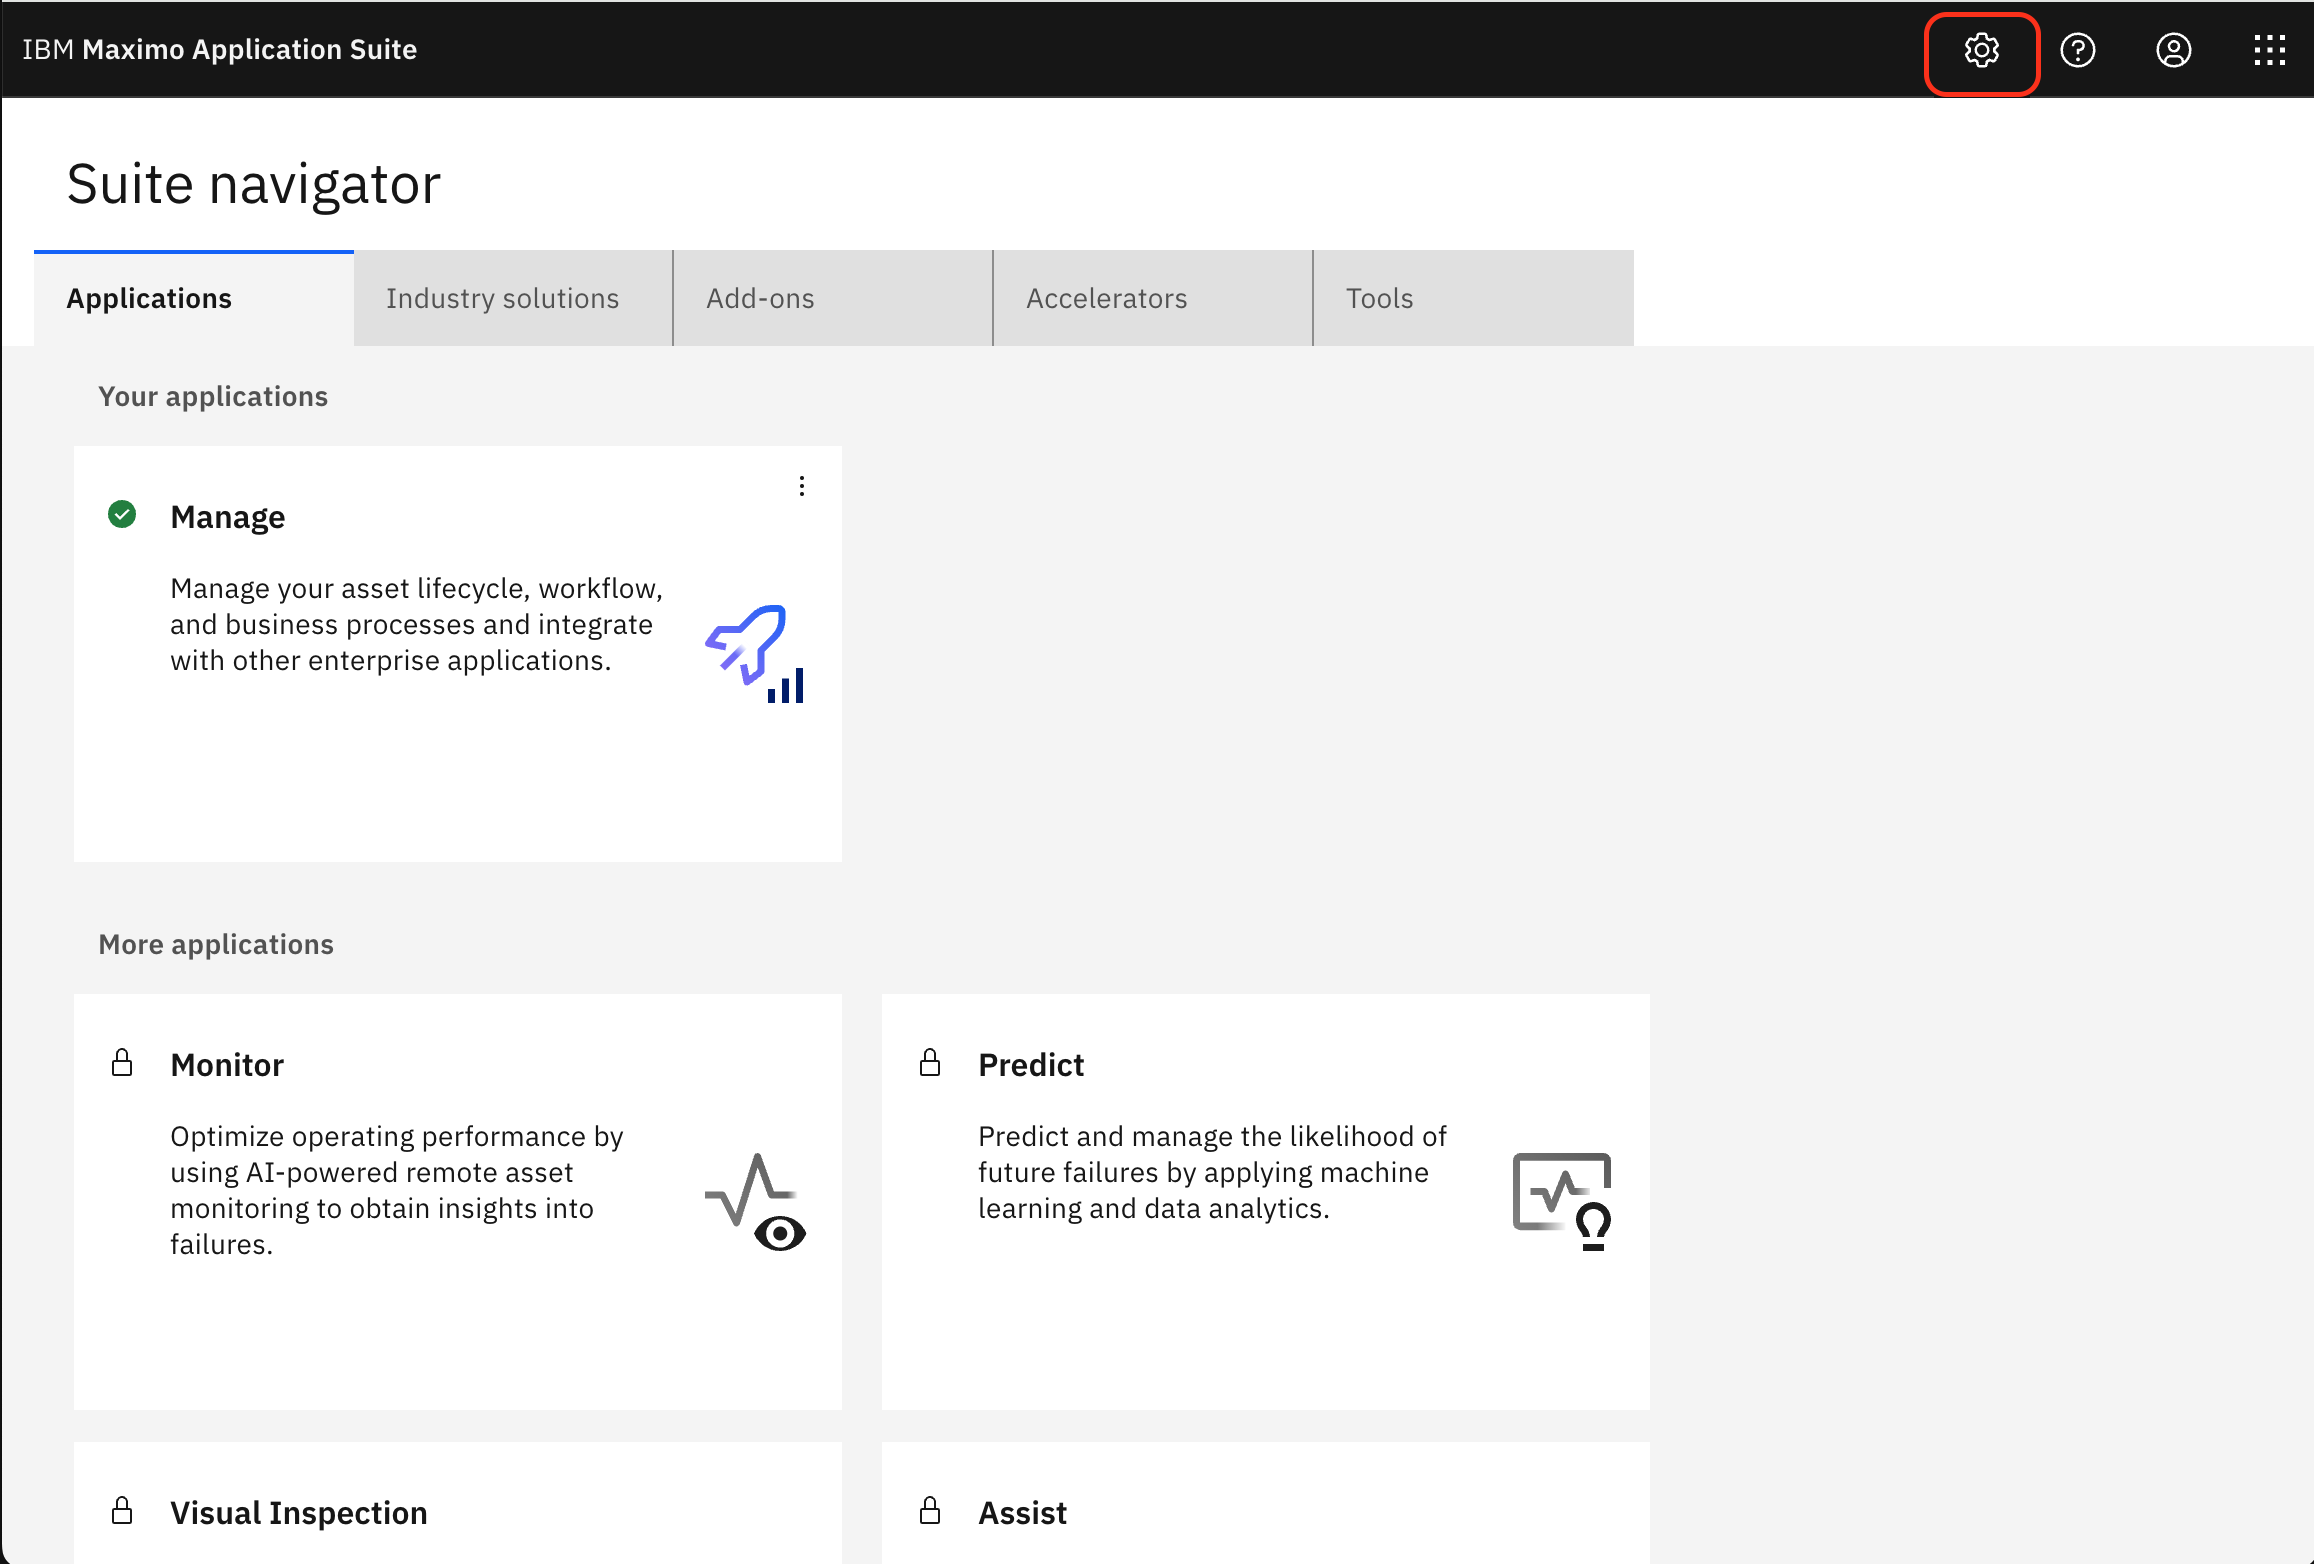 IBM Maximo Application Suite
Suite navigator
Applications
Industry solutions
Add-ons
Accelerators
Tools
Your applications
Manage
Manage your asset lifecycle, workflow,
and business processes and integrate
with other enterprise applications.
More applications
Monitor
Optimize operating performance by
using AI-powered remote asset
monitoring to obtain insights into
failures.
Predict
Predict and manage the likelihood of
future failures by applying machine
learning and data analytics.
Visual Inspection
Assist